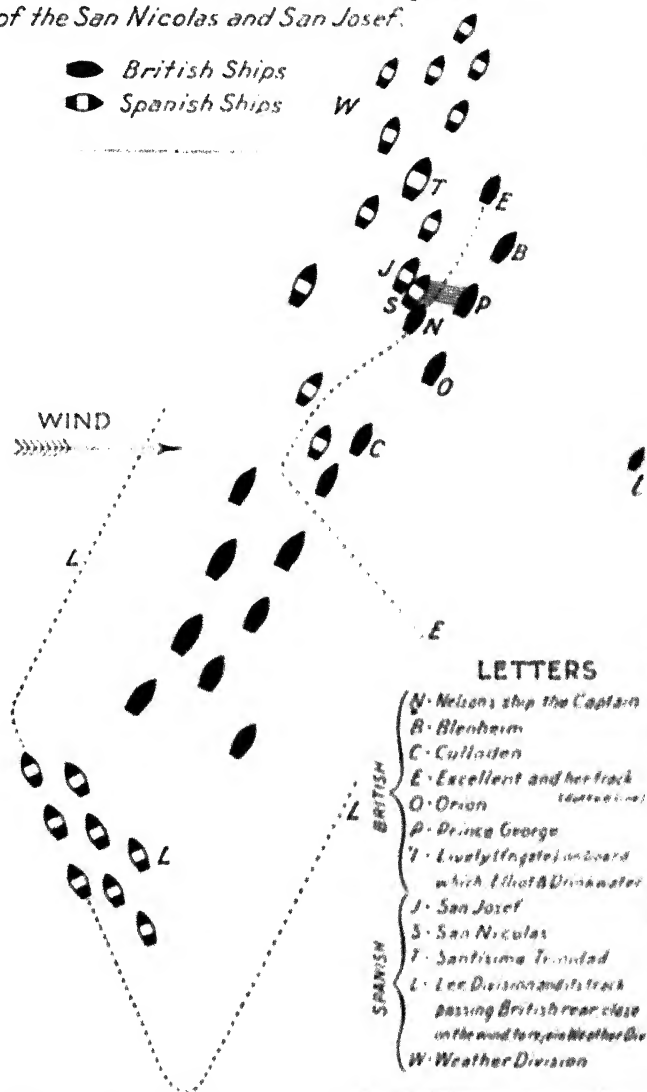 of the San Nicolas and San Josef.
British Ships
Spanish Ships
W
T
E
B
J
S
P
N
O
WIND
C
L
L
E
L
L
LETTERS
BRITISH
N · Nelsons ship the Captain
B · Blenheim
C · Culloden
E · Excellent and her track
O · Orion
P · Prince George
on board
which Elliot & Drinkwater
SPANISH
J · San Josef
S · San Nicolas
T · Santisima Trinidad
L · Lee Division and its track
passing British rear close
on the wind to rejoin Weather Div
W · Weather Division